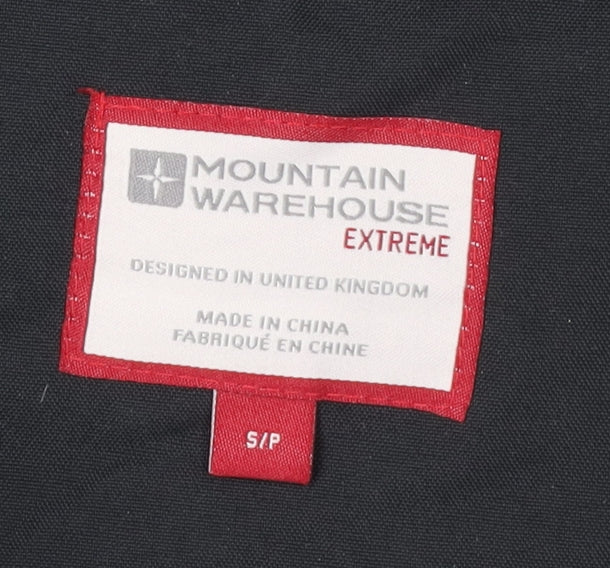 MOUNTAIN
WAREHOUSE
EXTREME
DESIGNED IN UNITED KINGDOM
MADE IN CHINA
FABRIQUÉ EN CHINE
S/P